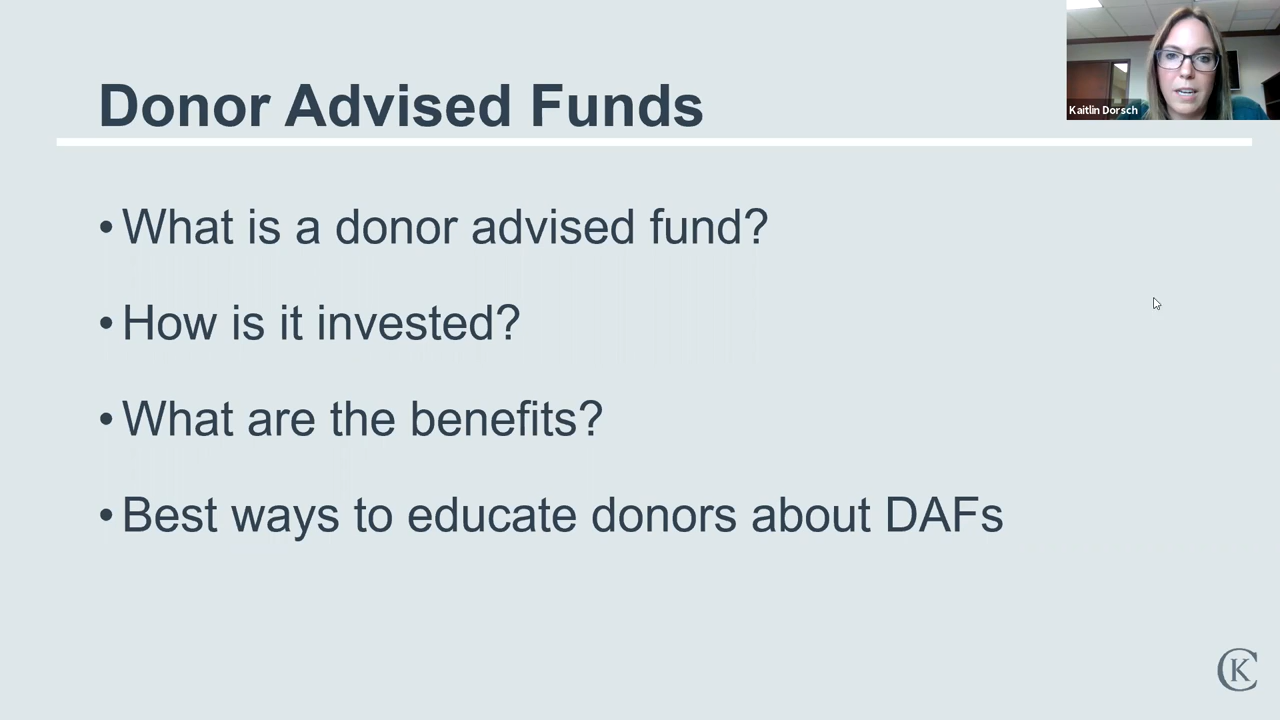 Kaitlin Dorsch
Donor Advised Funds
• What is a donor advised fund?
• How is it invested?
• What are the benefits?
• Best ways to educate donors about DAFs
CK